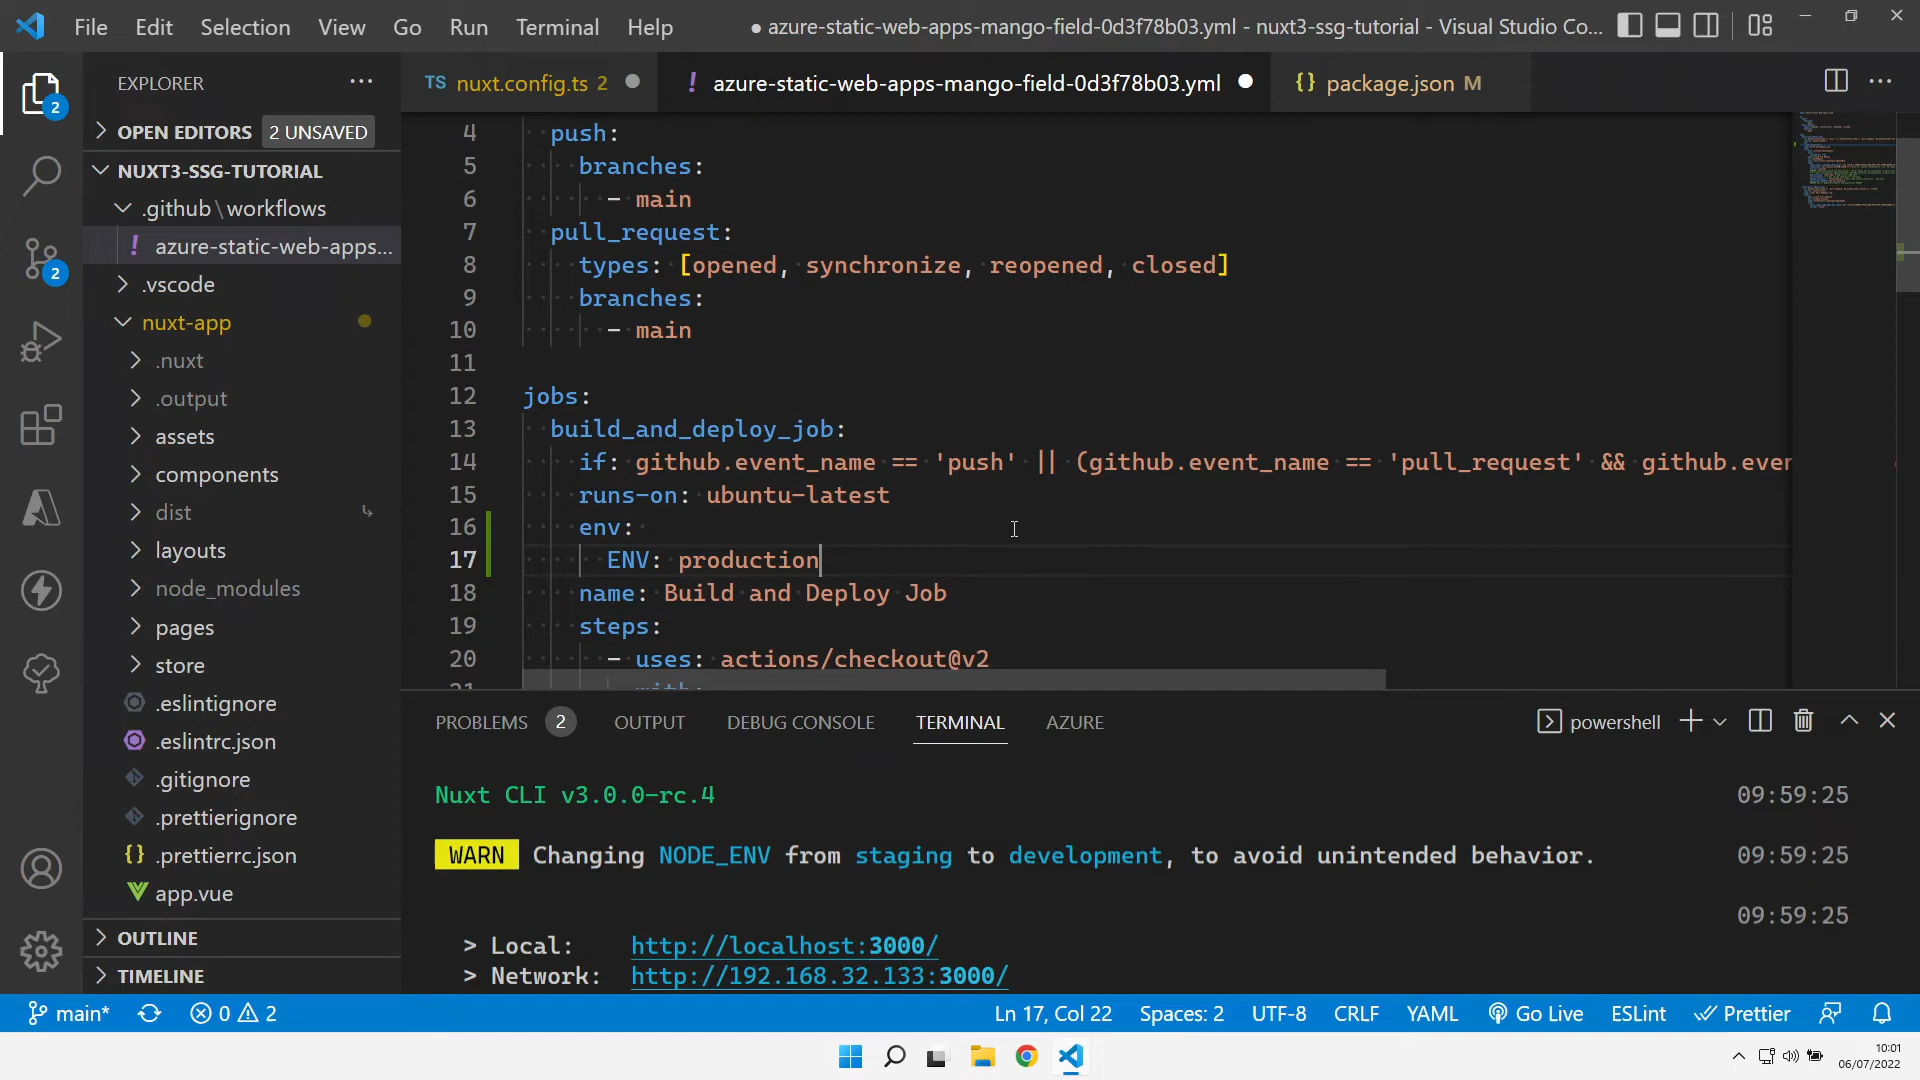 File Edit Selection View Go Run Terminal Help
● azure-static-web-apps-mango-field-0d3f78b03.yml - nuxt3-ssg-tutorial - Visual Studio Co...
EXPLORER
TS nuxt.config.ts 2
! azure-static-web-apps-mango-field-0d3f78b03.yml
{} package.json M
2
OPEN EDITORS 2 UNSAVED
NUXT3-SSG-TUTORIAL
.github\workflows
! azure-static-web-apps...
2
.vscode
nuxt-app
.nuxt
.output
assets
components
dist
layouts
node_modules
pages
store
.eslintignore
.eslintrc.json
.gitignore
.prettierignore
{} .prettierrc.json
app.vue
OUTLINE
TIMELINE
4 push:
5 branches:
6 - main
7 pull_request:
8 types: [opened, synchronize, reopened, closed]
9 branches:
10 - main
11
12 jobs:
13 build_and_deploy_job:
14 if: github.event_name == 'push' || (github.event_name == 'pull_request' && github.even
15 runs-on: ubuntu-latest
16 env:
17 ENV: production
18 name: Build and Deploy Job
19 steps:
20 - uses: actions/checkout@v2
21 with:
PROBLEMS 2 OUTPUT DEBUG CONSOLE TERMINAL AZURE
powershell
Nuxt CLI v3.0.0-rc.4 09:59:25
WARN Changing NODE_ENV from staging to development, to avoid unintended behavior. 09:59:25
09:59:25
> Local: http://localhost:3000/
> Network: http://192.168.32.133:3000/
main* 0 2 Ln 17, Col 22 Spaces: 2 UTF-8 CRLF YAML Go Live ESLint Prettier
10:01
06/07/2022